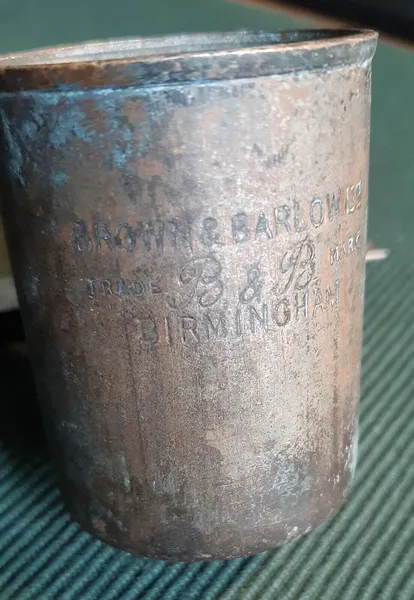 BROWN & BARLOW LTD
TRADE B & B MARK
BIRMINGHAM